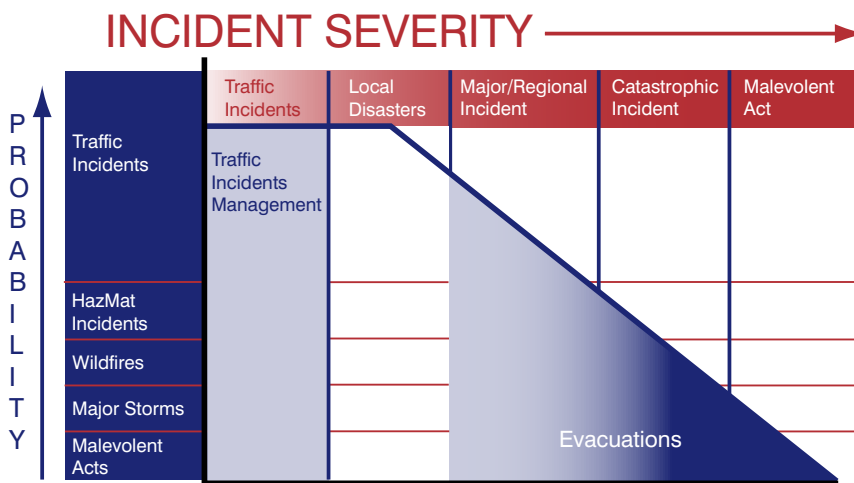 INCIDENT SEVERITY
PROBABILITY
Traffic
Incidents
Local
Disasters
Major/Regional
Incident
Catastrophic
Incident
Malevolent
Act
Traffic
Incidents
Traffic
Incidents
Management
HazMat
Incidents
Wildfires
Major Storms
Malevolent
Acts
Evacuations